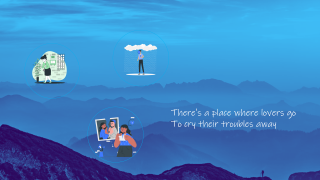 There's a place where lovers go
To cry their troubles away